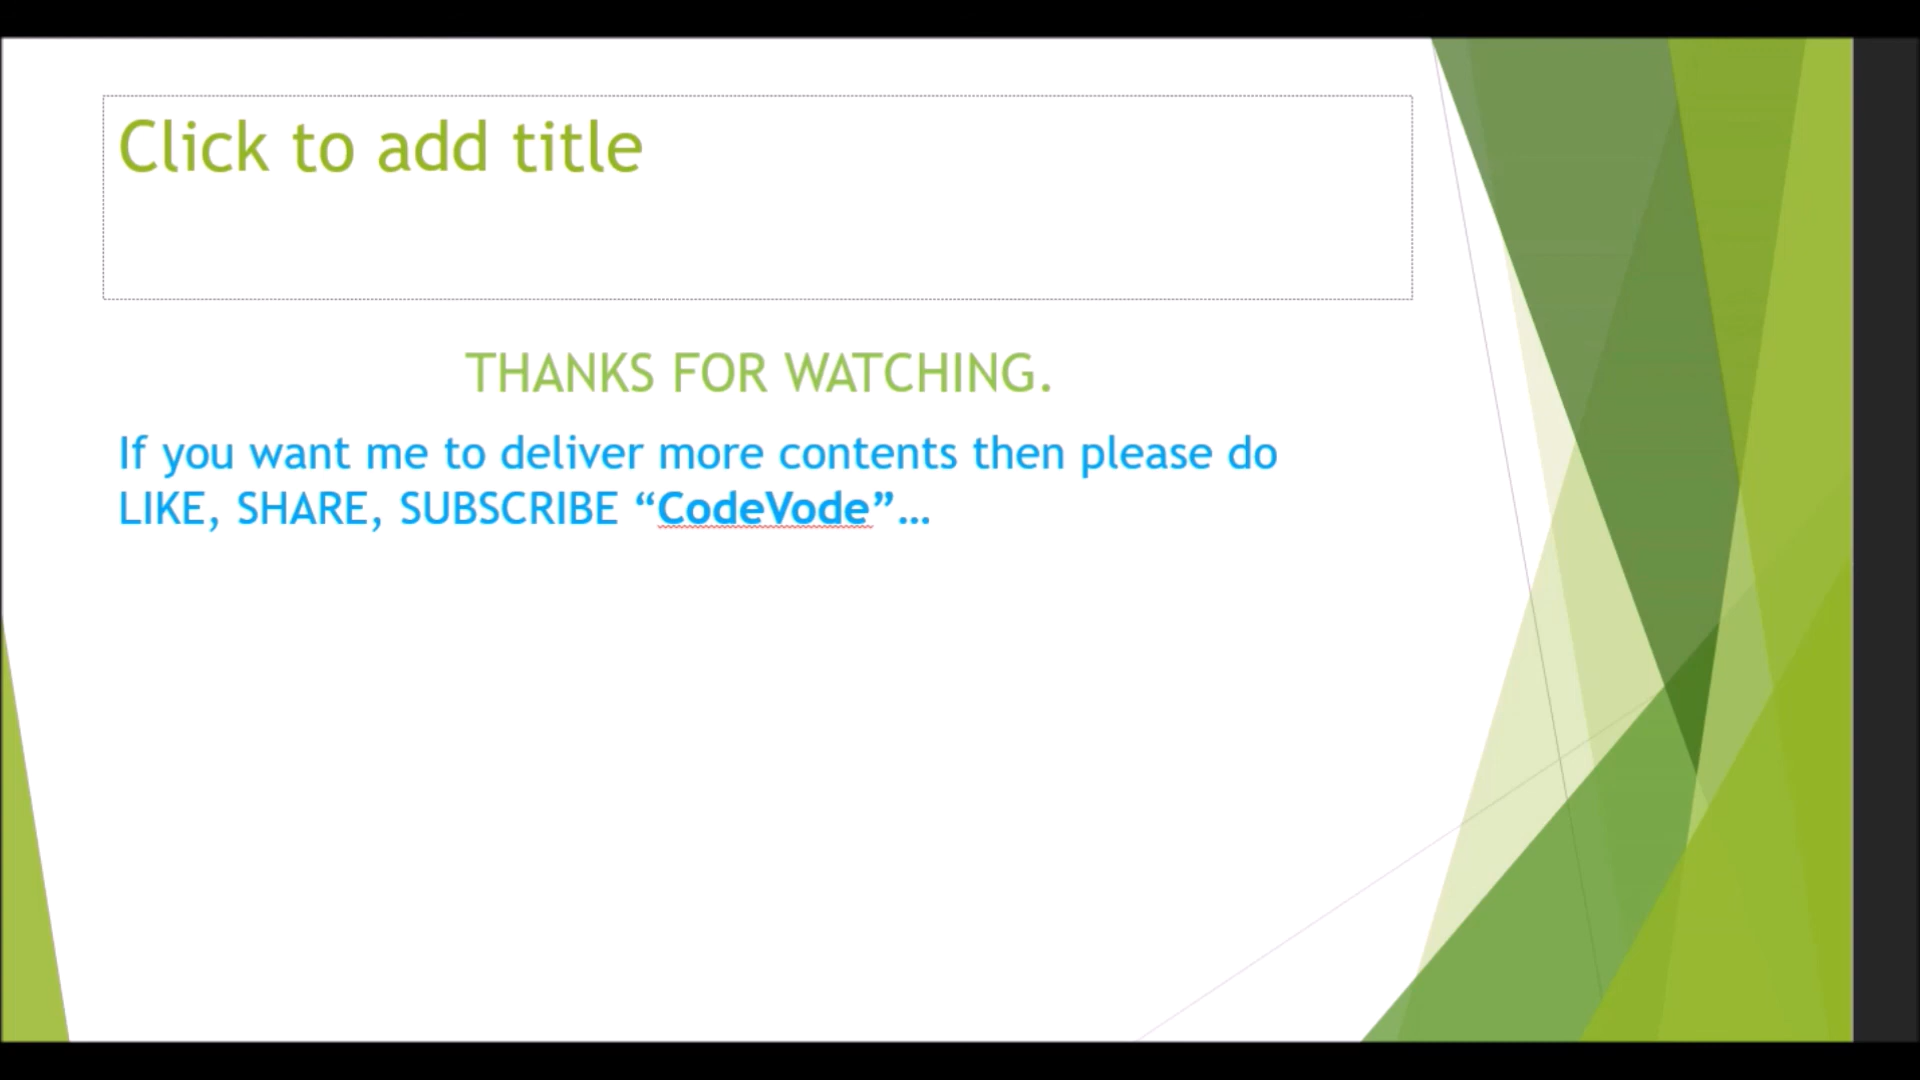 Click to add title
THANKS FOR WATCHING.
If you want me to deliver more contents then please do
LIKE, SHARE, SUBSCRIBE “CodeVode”…